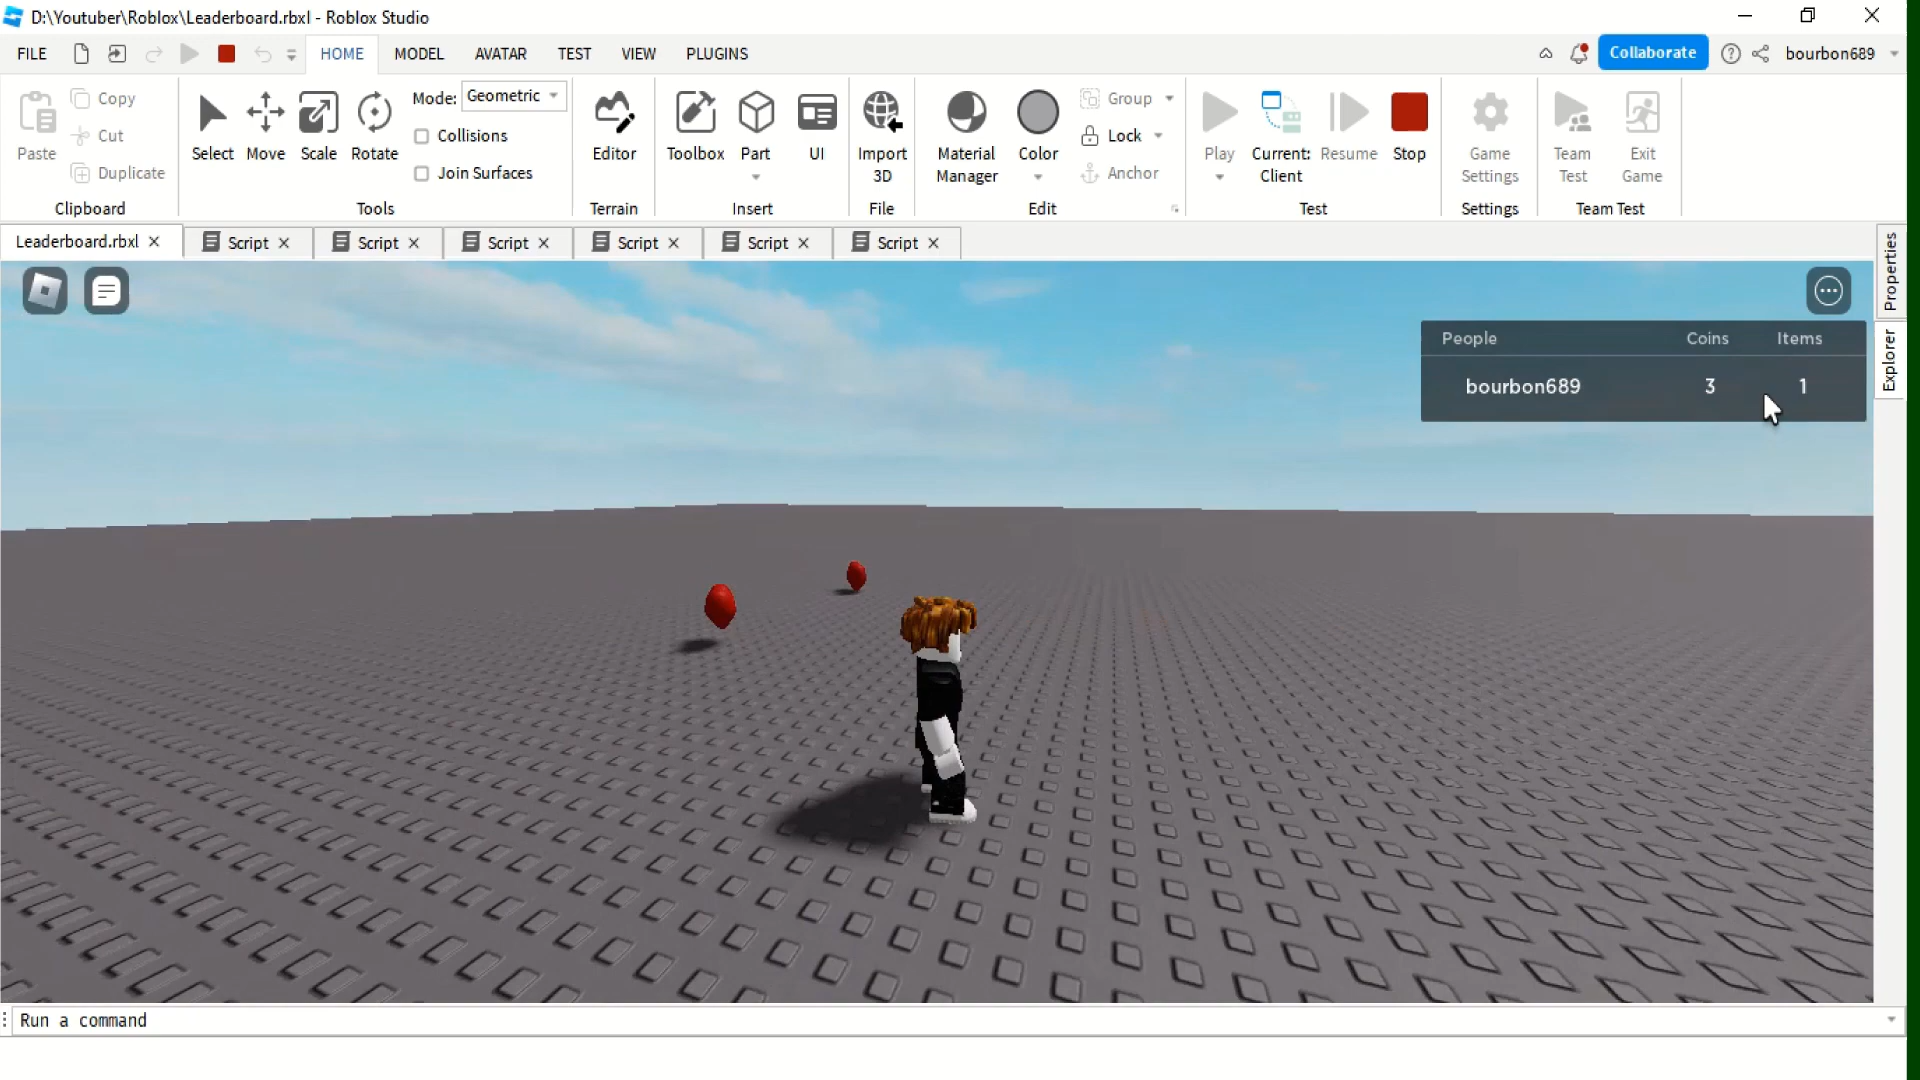 D:\Youtuber\Roblox\Leaderboard.rbxl - Roblox Studio
FILE HOME MODEL AVATAR TEST VIEW PLUGINS Collaborate bourbon689
Paste Copy Cut Duplicate
Clipboard
Select Move Scale Rotate Mode: Geometric Collisions Join Surfaces
Tools
Editor
Terrain
Toolbox Part UI
Insert
Import 3D
File
Material Manager Color Group Lock Anchor
Edit
Play Current: Client Resume Stop
Test
Game Settings
Settings
Team Test Exit Game
Team Test
Leaderboard.rbxl Script Script Script Script Script Script
Properties
Explorer
People Coins Items
bourbon689 3 1
Run a command